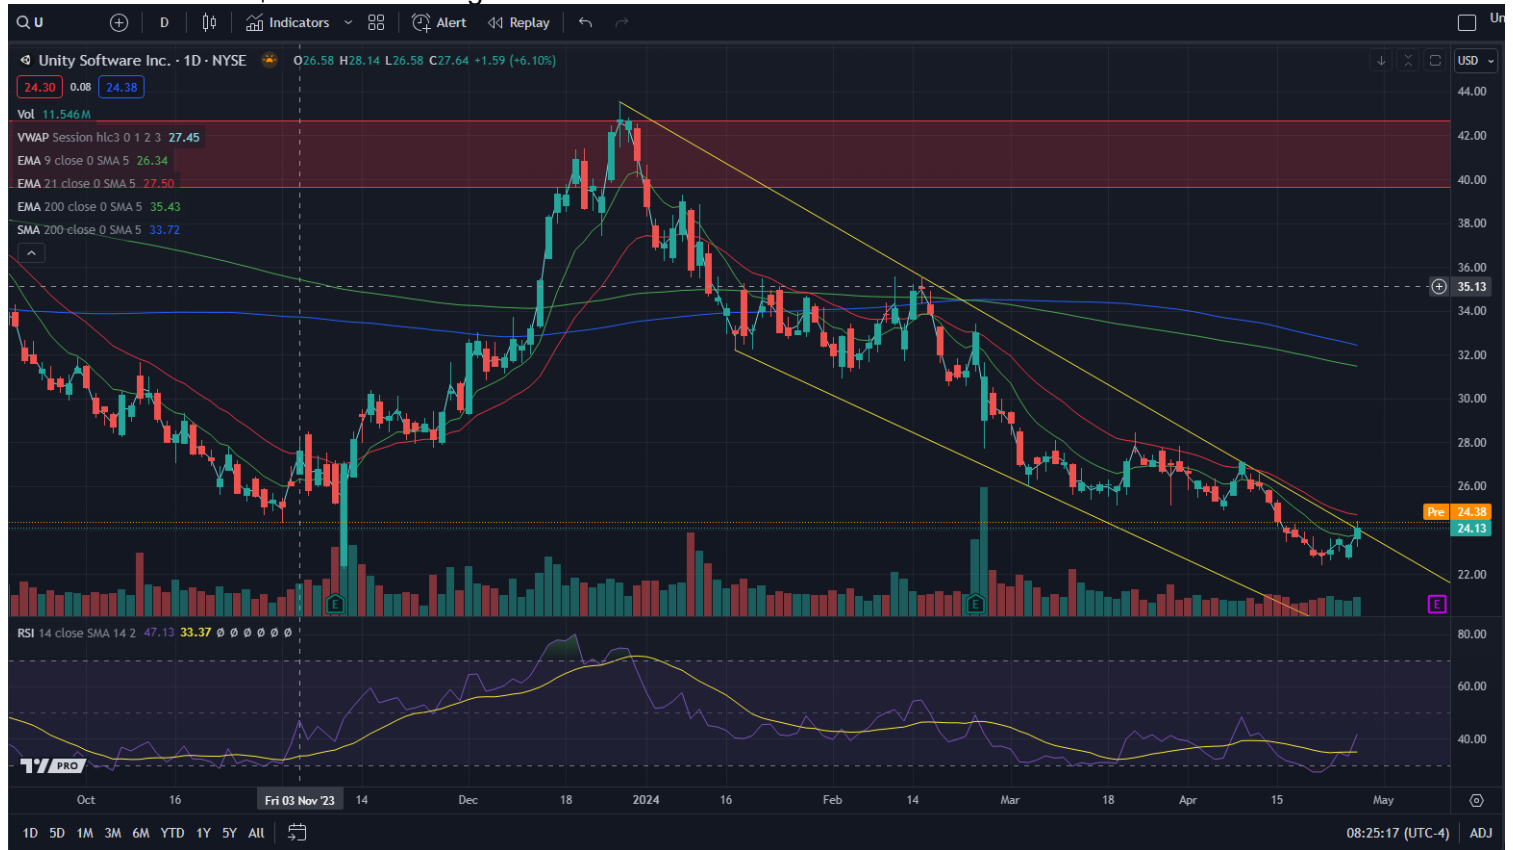 U D Indicators Alert Replay Un
Unity Software Inc. · 1D · NYSE O26.58 H28.14 L26.58 C27.64 +1.59 (+6.10%) USD
24.30 0.08 24.38
Vol 11.546M
VWAP Session hlc3 0 1 2 3 27.45
EMA 9 close 0 SMA 5 26.34
EMA 21 close 0 SMA 5 27.50
EMA 200 close 0 SMA 5 35.43
SMA 200 close 0 SMA 5 33.72
44.00
42.00
40.00
38.00
36.00
35.13
34.00
32.00
30.00
28.00
26.00
Pre 24.38
24.13
22.00
E E E
RSI 14 close SMA 14 2 47.13 33.37 Ø Ø Ø Ø Ø Ø
80.00
60.00
40.00
PRO
Oct 16 Fri 03 Nov '23 14 Dec 18 2024 16 Feb 14 Mar 18 Apr 15 May
1D 5D 1M 3M 6M YTD 1Y 5Y All 08:25:17 (UTC-4) ADJ